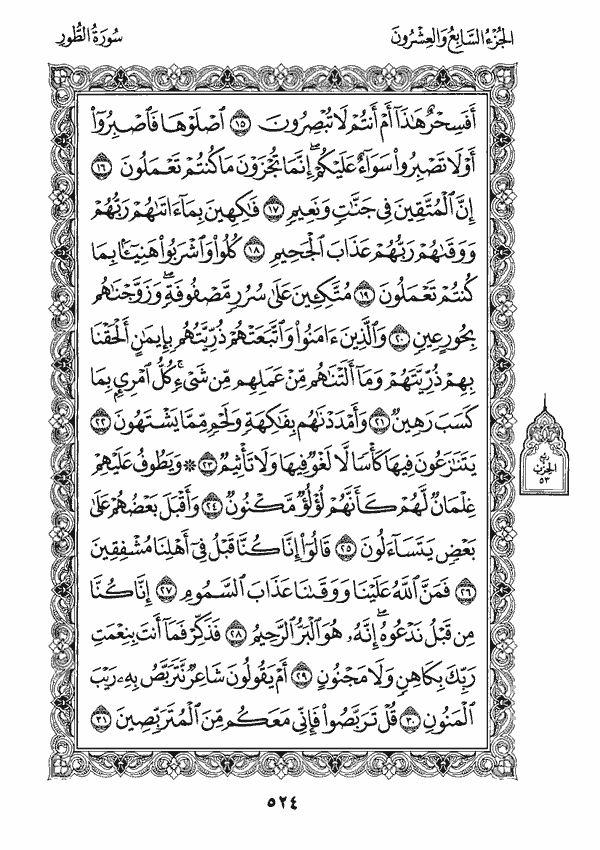 الجزء السابع والعشرون
سورة الطور
أَفَسِحْرٌ هَٰذَآ أَمْ أَنتُمْ لَا تُبْصِرُونَ ١٥ ٱصْلَوْهَا فَٱصْبِرُوٓا۟
أَوْ لَا تَصْبِرُوا۟ سَوَآءٌ عَلَيْكُمْ ۖ إِنَّمَا تُجْزَوْنَ مَا كُنتُمْ تَعْمَلُونَ ١٦
إِنَّ ٱلْمُتَّقِينَ فِى جَنَّٰتٍ وَنَعِيمٍ ١٧ فَٰكِهِينَ بِمَآ ءَاتَىٰهُمْ رَبُّهُمْ
وَوَقَىٰهُمْ رَبُّهُمْ عَذَابَ ٱلْجَحِيمِ ١٨ كُلُوا۟ وَٱشْرَبُوا۟ هَنِيٓـًٔۢا بِمَا
كُنتُمْ تَعْمَلُونَ ١٩ مُتَّكِـِٔينَ عَلَىٰ سُرُرٍ مَّصْفُوفَةٍ ۖ وَزَوَّجْنَٰهُم
بِحُورٍ عِينٍ ٢٠ وَٱلَّذِينَ ءَامَنُوا۟ وَٱتَّبَعَتْهُمْ ذُرِّيَّتُهُم بِإِيمَٰنٍ أَلْحَقْنَا
بِهِمْ ذُرِّيَّتَهُمْ وَمَآ أَلَتْنَٰهُم مِّنْ عَمَلِهِم مِّن شَىْءٍ ۚ كُلُّ ٱمْرِئٍۭ بِمَا
كَسَبَ رَهِينٌ ٢١ وَأَمْدَدْنَٰهُم بِفَٰكِهَةٍ وَلَحْمٍ مِّمَّا يَشْتَهُونَ ٢٢
يَتَنَٰزَعُونَ فِيهَا كَأْسًا لَّا لَغْوٌ فِيهَا وَلَا تَأْثِيمٌ ٢٣ ۞ وَيَطُوفُ عَلَيْهِمْ
غِلْمَانٌ لَّهُمْ كَأَنَّهُمْ لُؤْلُؤٌ مَّكْنُونٌ ٢٤ وَأَقْبَلَ بَعْضُهُمْ عَلَىٰ
بَعْضٍ يَتَسَآءَلُونَ ٢٥ قَالُوٓا۟ إِنَّا كُنَّا قَبْلُ فِىٓ أَهْلِنَا مُشْفِقِينَ
٢٦ فَمَنَّ ٱللَّهُ عَلَيْنَا وَوَقَىٰنَا عَذَابَ ٱلسَّمُومِ ٢٧ إِنَّا كُنَّا
مِن قَبْلُ نَدْعُوهُ ۖ إِنَّهُۥ هُوَ ٱلْبَرُّ ٱلرَّحِيمُ ٢٨ فَذَكِّرْ فَمَآ أَنتَ بِنِعْمَتِ
رَبِّكَ بِكَاهِنٍ وَلَا مَجْنُونٍ ٢٩ أَمْ يَقُولُونَ شَاعِرٌ نَّتَرَبَّصُ بِهِۦ رَيْبَ
ٱلْمَنُونِ ٣٠ قُلْ تَرَبَّصُوا۟ فَإِنِّى مَعَكُم مِّنَ ٱلْمُتَرَبِّصِينَ ٣١
ربع
الحزب
٥٣
٥٢٤